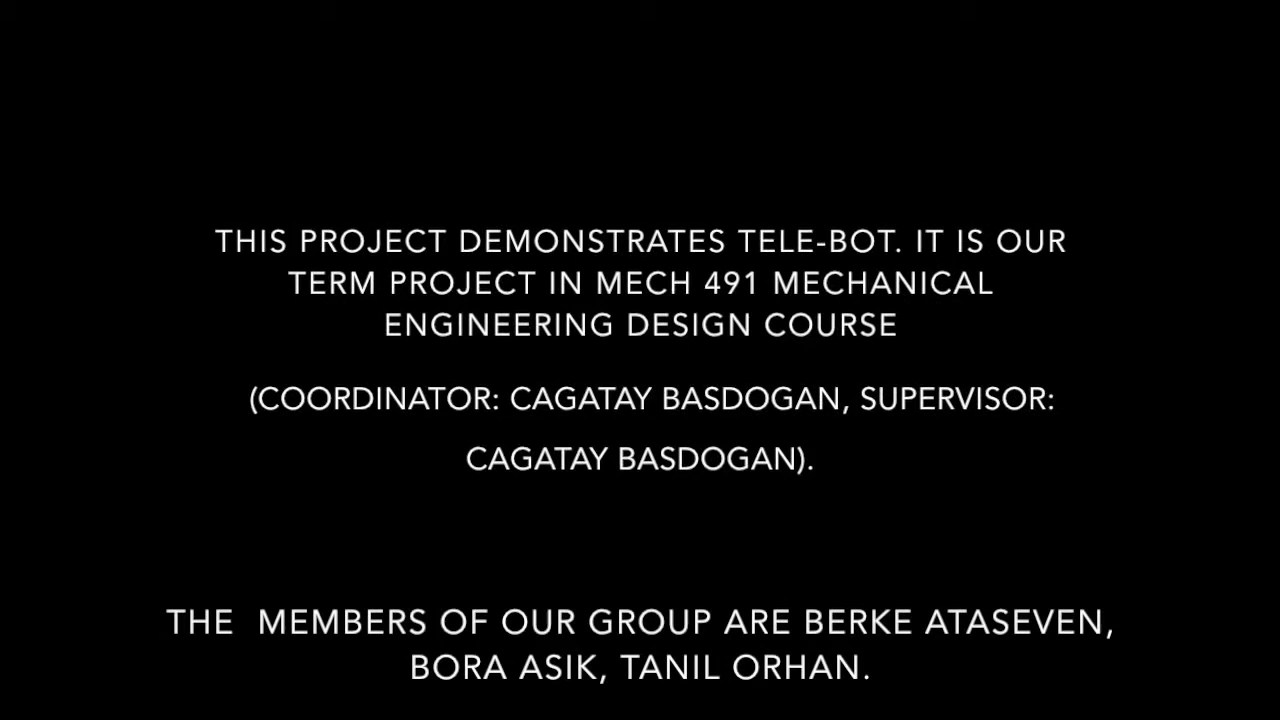 THIS PROJECT DEMONSTRATES TELE-BOT. IT IS OUR
TERM PROJECT IN MECH 491 MECHANICAL
ENGINEERING DESIGN COURSE
(COORDINATOR: CAGATAY BASDOGAN, SUPERVISOR:
CAGATAY BASDOGAN).
THE MEMBERS OF OUR GROUP ARE BERKE ATASEVEN,
BORA ASIK, TANIL ORHAN.